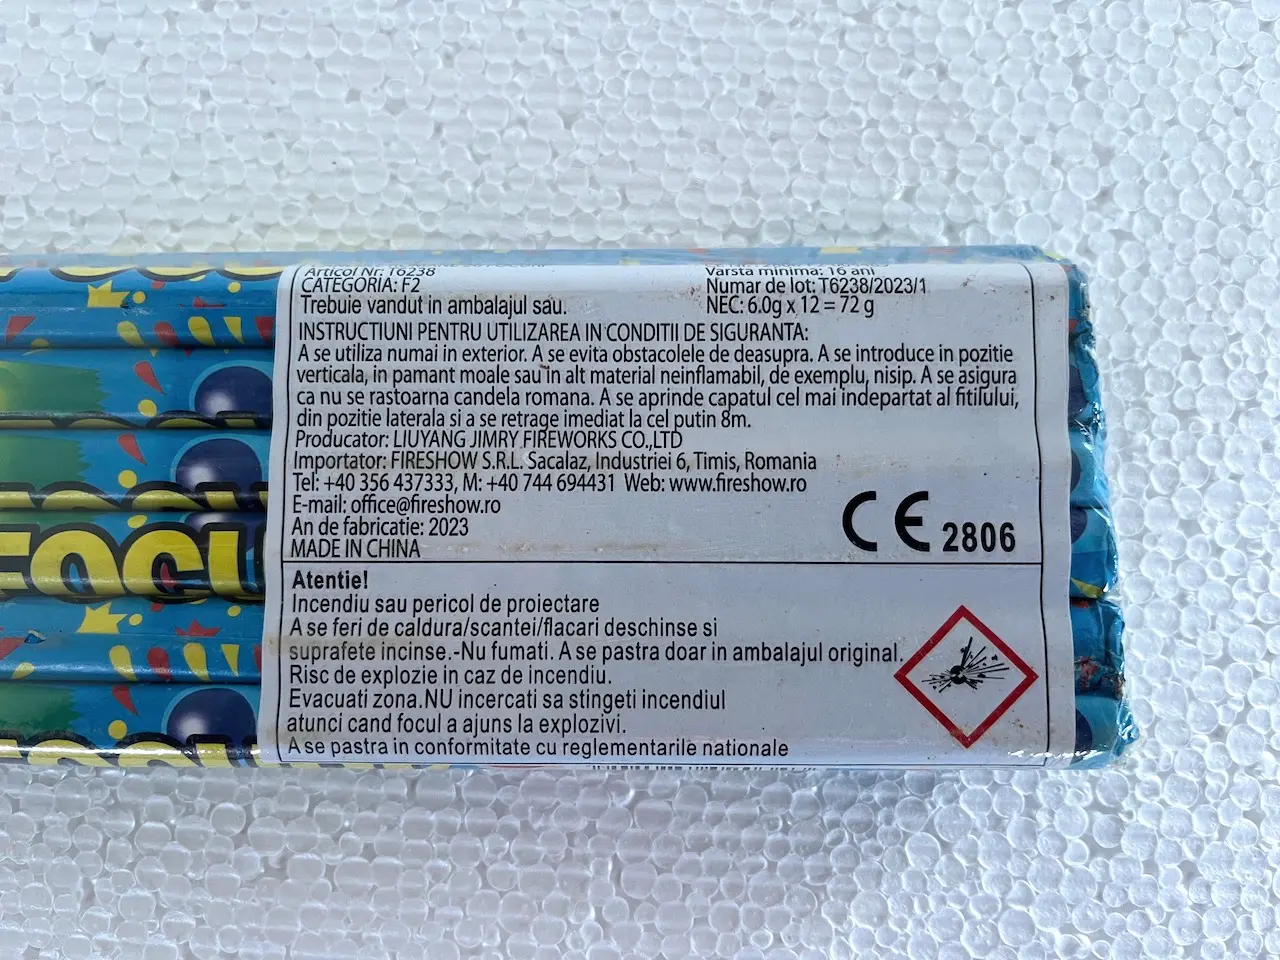 Articol Nr: T6238
CATEGORIA: F2
Trebuie vandut in ambalajul sau.
Varsta minima: 16 ani
Numar de lot: T6238/2023/1
NEC: 6.0g x 12 = 72 g
INSTRUCTIUNI PENTRU UTILIZAREA IN CONDITII DE SIGURANTA:
A se utiliza numai in exterior. A se evita obstacolele de deasupra. A se introduce in pozitie
verticala, in pamant moale sau in alt material neinflamabil, de exemplu, nisip. A se asigura
ca nu se rastoarna candela romana. A se aprinde capatul cel mai indepartat al fitilului,
din pozitie laterala si a se retrage imediat la cel putin 8m.
Producator: LIUYANG JIMRY FIREWORKS CO.,LTD
Importator: FIRESHOW S.R.L. Sacalaz, Industriei 6, Timis, Romania
Tel: +40 356 437333, M: +40 744 694431 Web: www.fireshow.ro
E-mail: office@fireshow.ro
An de fabricatie: 2023
MADE IN CHINA
CE 2806
Atentie!
Incendiu sau pericol de proiectare
A se feri de caldura/scantei/flacari deschinse si
suprafete incinse.-Nu fumati. A se pastra doar in ambalajul original.
Risc de explozie in caz de incendiu.
Evacuati zona.NU incercati sa stingeti incendiul
atunci cand focul a ajuns la explozivi.
A se pastra in conformitate cu reglementarile nationale
FOCU